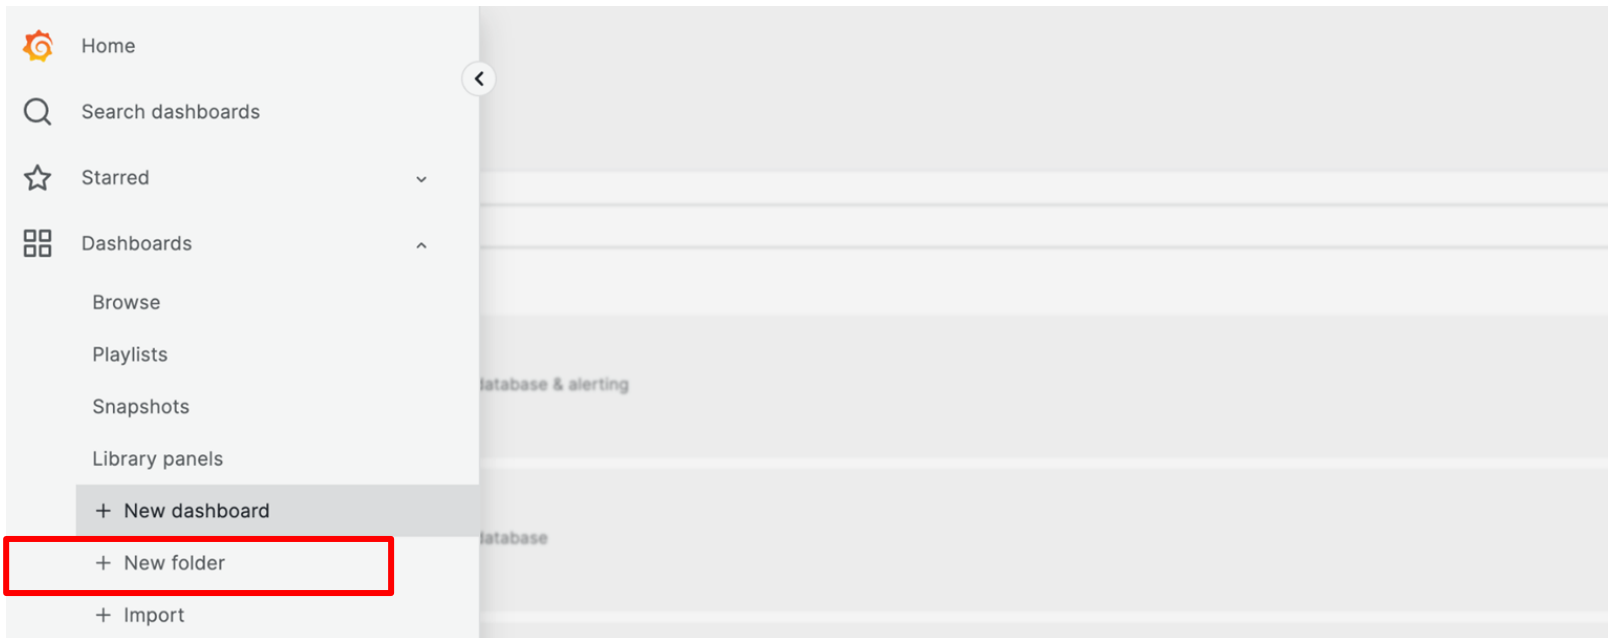 Home
Search dashboards
Starred
Dashboards
Browse
Playlists
Snapshots
Library panels
+ New dashboard
+ New folder
+ Import
database & alerting
database